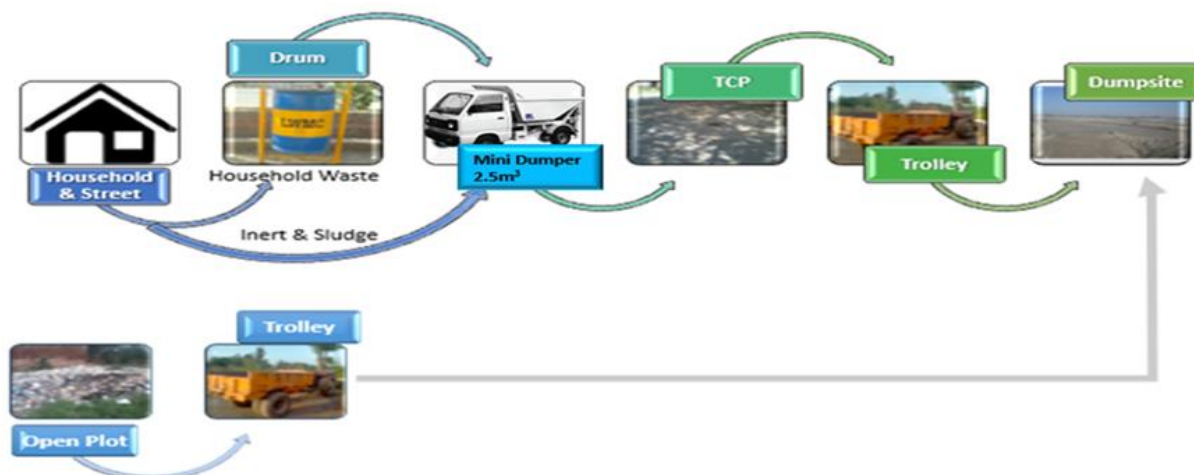 Drum
TCP
Dumpsite
Household
& Street
Household Waste
Mini Dumper
2.5m³
Trolley
Inert & Sludge
Trolley
Open Plot